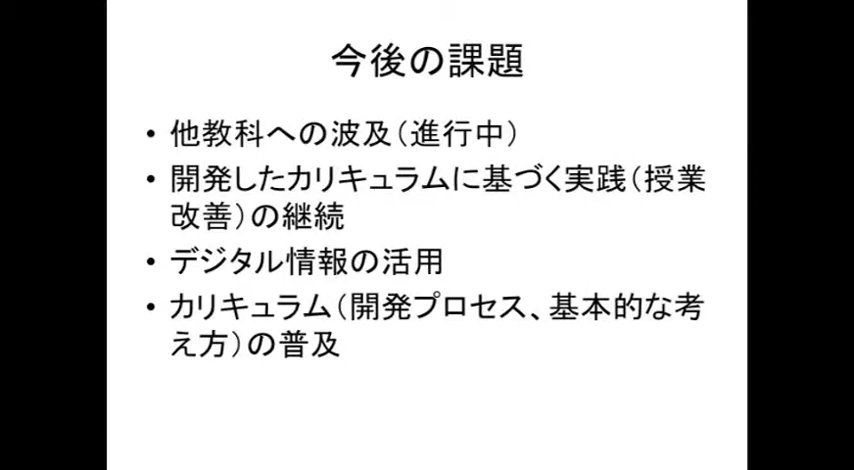 今後の課題
• 他教科への波及（進行中）
• 開発したカリキュラムに基づく実践（授業
改善）の継続
• デジタル情報の活用
• カリキュラム（開発プロセス、基本的な考
え方）の普及